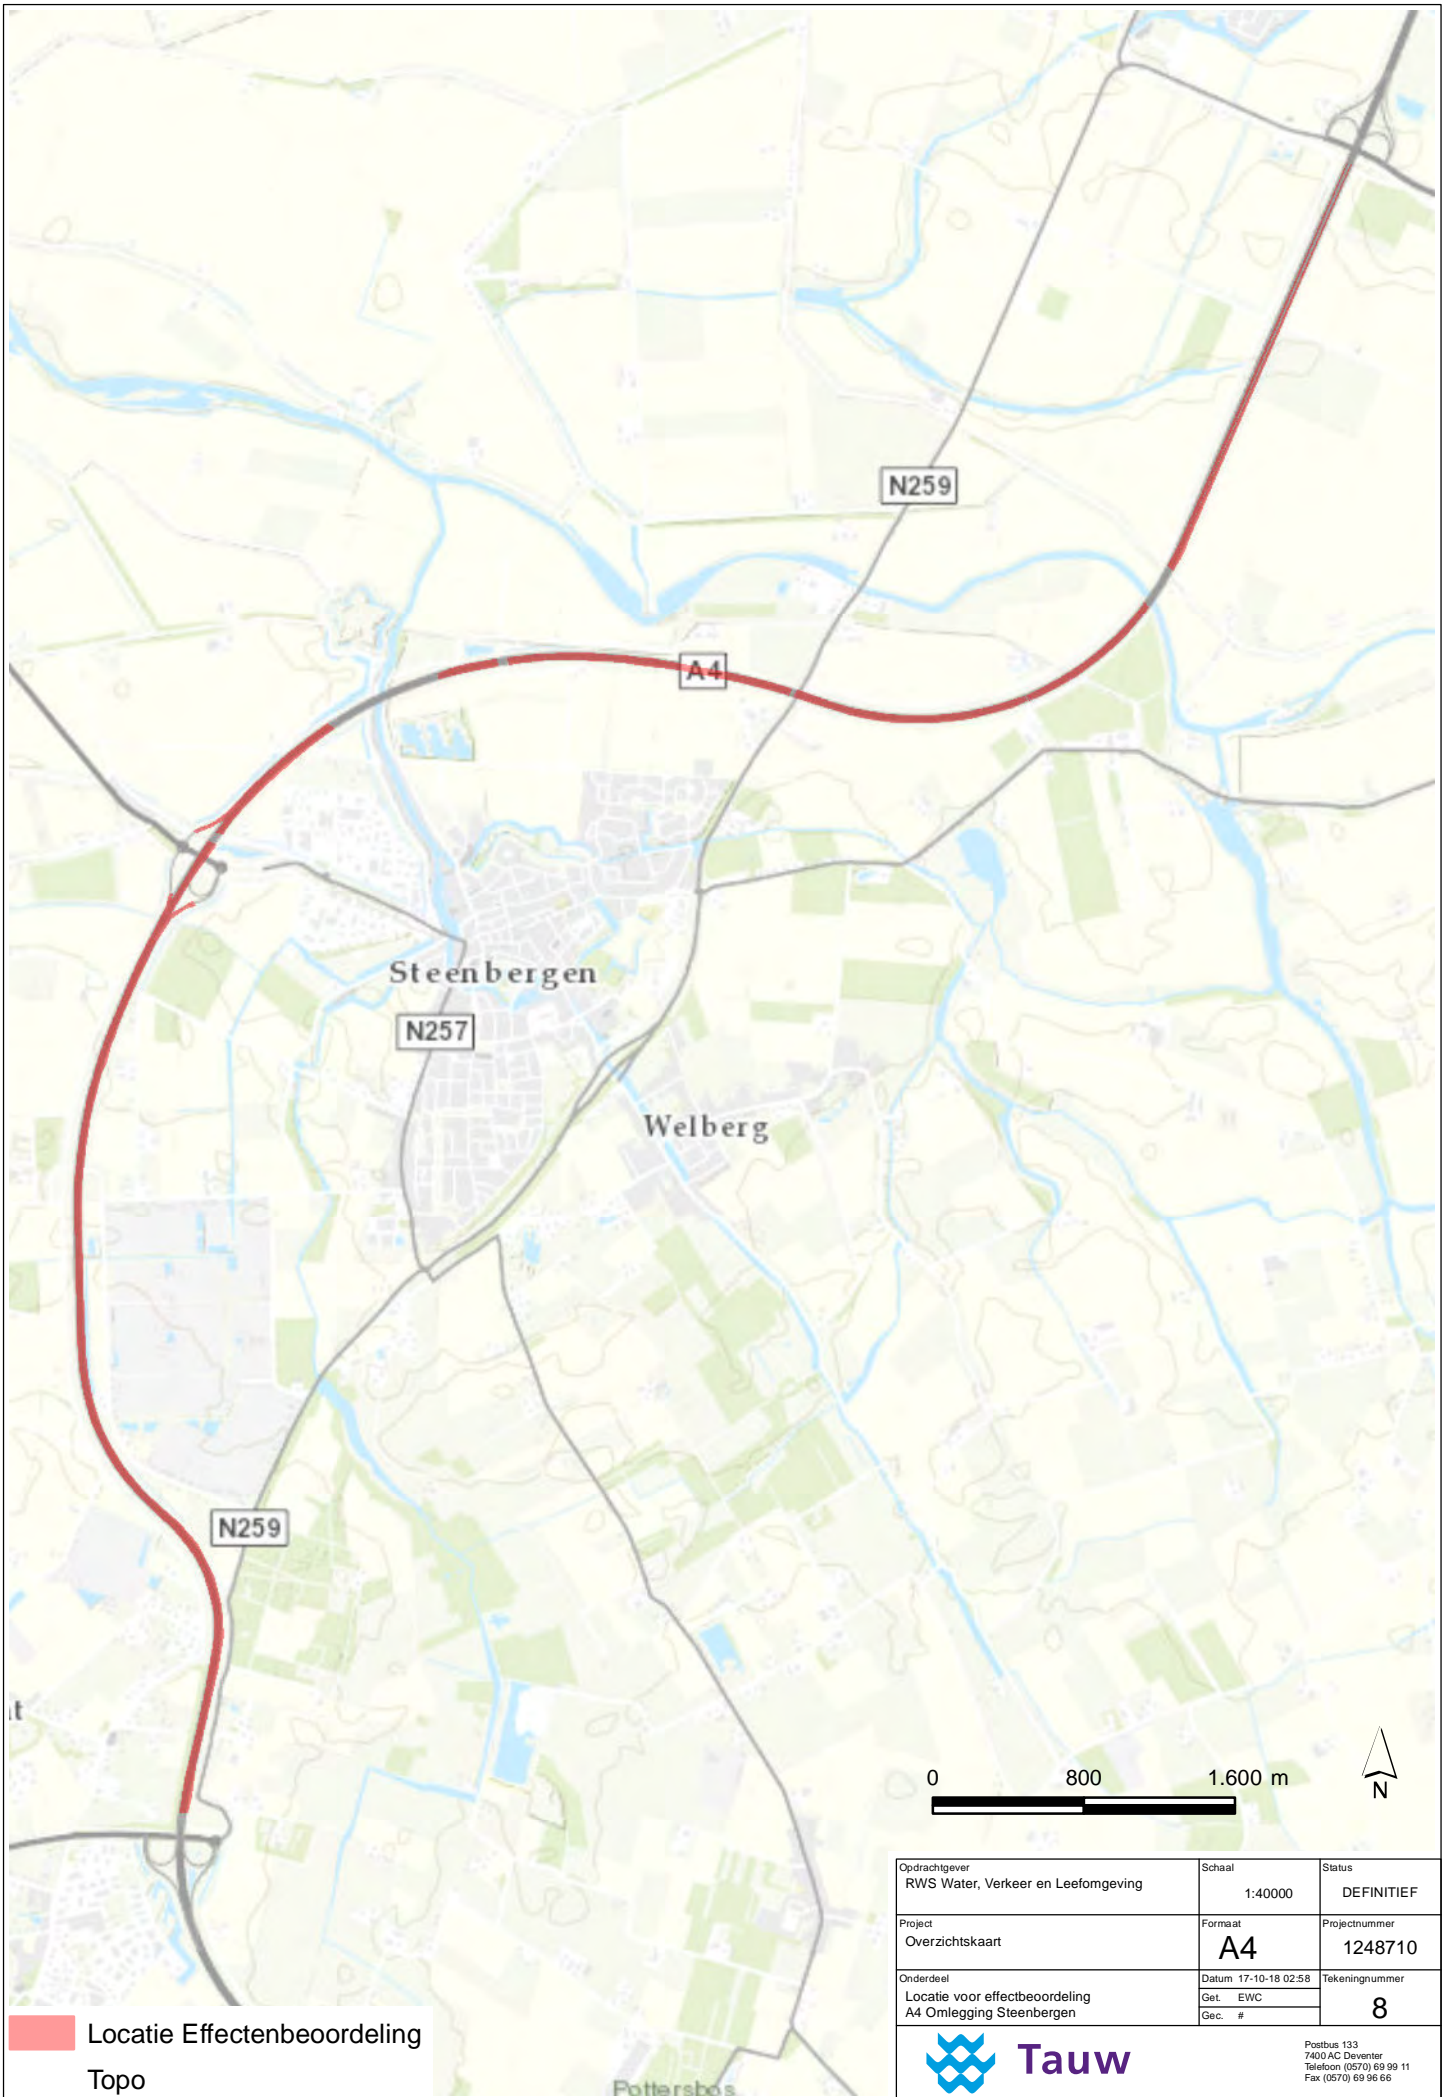 N259
A4
Steenbergen
N257
Welberg
N259
0 800 1.600 m
N
Opdrachtgever
RWS Water, Verkeer en Leefomgeving
Schaal
1:40000
Status
DEFINITIEF
Project
Overzichtskaart
Formaat
A4
Projectnummer
1248710
Onderdeel
Locatie voor effectbeoordeling
A4 Omlegging Steenbergen
Datum 17-10-18 02:58
Get. EWC
Gec. #
Tekeningnummer
8
Tauw
Postbus 133
7400 AC Deventer
Telefoon (0570) 69 99 11
Fax (0570) 69 96 66
Locatie Effectenbeoordeling
Topo
Pottersbos